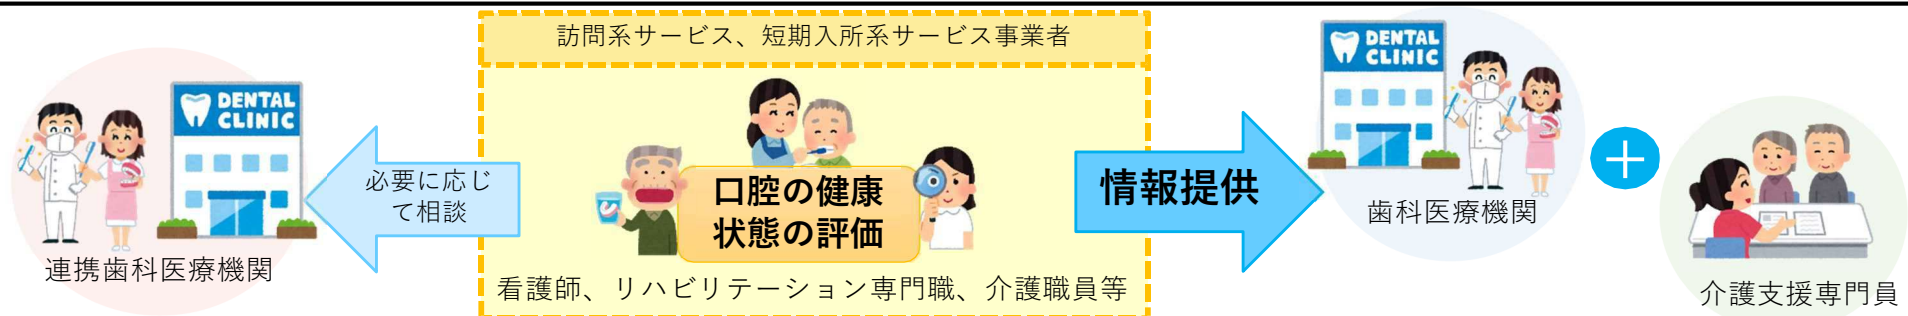 訪問系サービス、短期入所系サービス事業者
DENTAL
CLINIC
必要に応じ
て相談
連携歯科医療機関
口腔の健康
状態の評価
看護師、リハビリテーション専門職、介護職員等
情報提供
DENTAL
CLINIC
歯科医療機関
＋
介護支援専門員